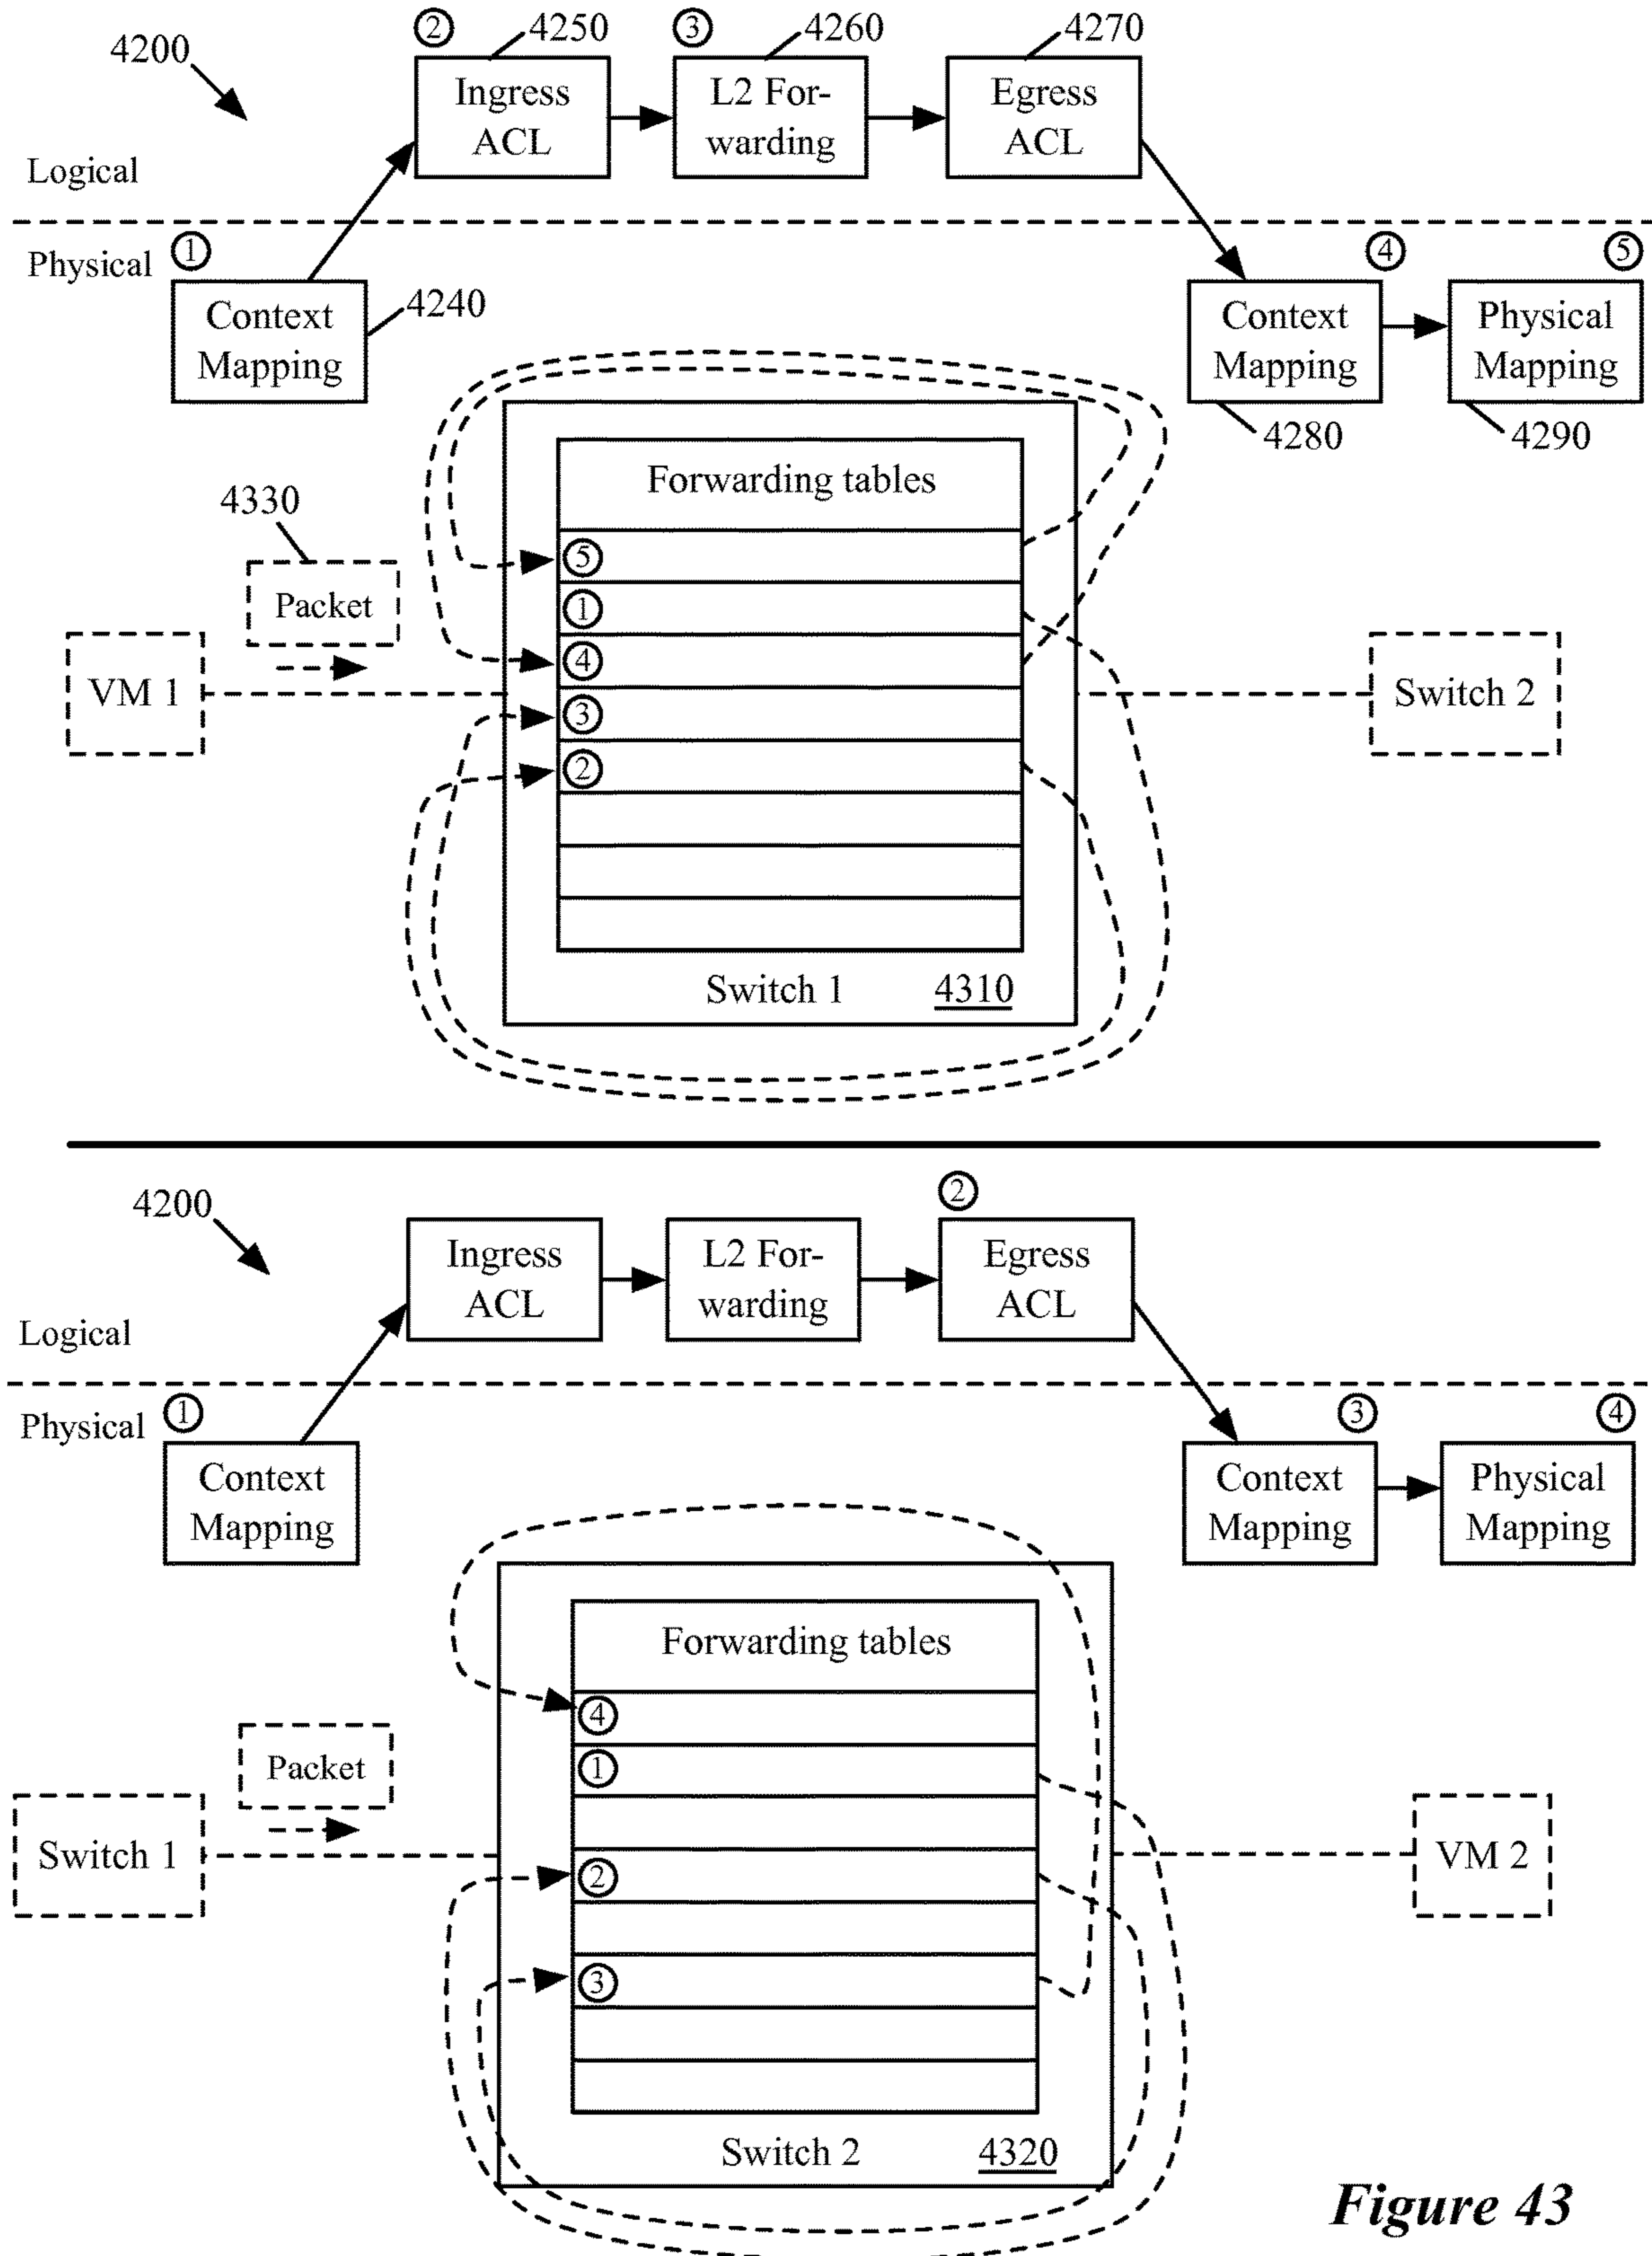 ② 4250 ③ 4260 4270
4200
Ingress
ACL
L2 For-
warding
Egress
ACL
Logical
Physical
①
④ ⑤
Context
Mapping
4240
Context
Mapping
Physical
Mapping
4280
4290
Forwarding tables
4330
Packet
⑤
①
④
③
②
VM 1
Switch 2
Switch 1 4310
②
4200
Ingress
ACL
L2 For-
warding
Egress
ACL
Logical
Physical
①
③ ④
Context
Mapping
Context
Mapping
Physical
Mapping
Forwarding tables
Packet
④
①
②
③
Switch 1
VM 2
Switch 2 4320
Figure 43